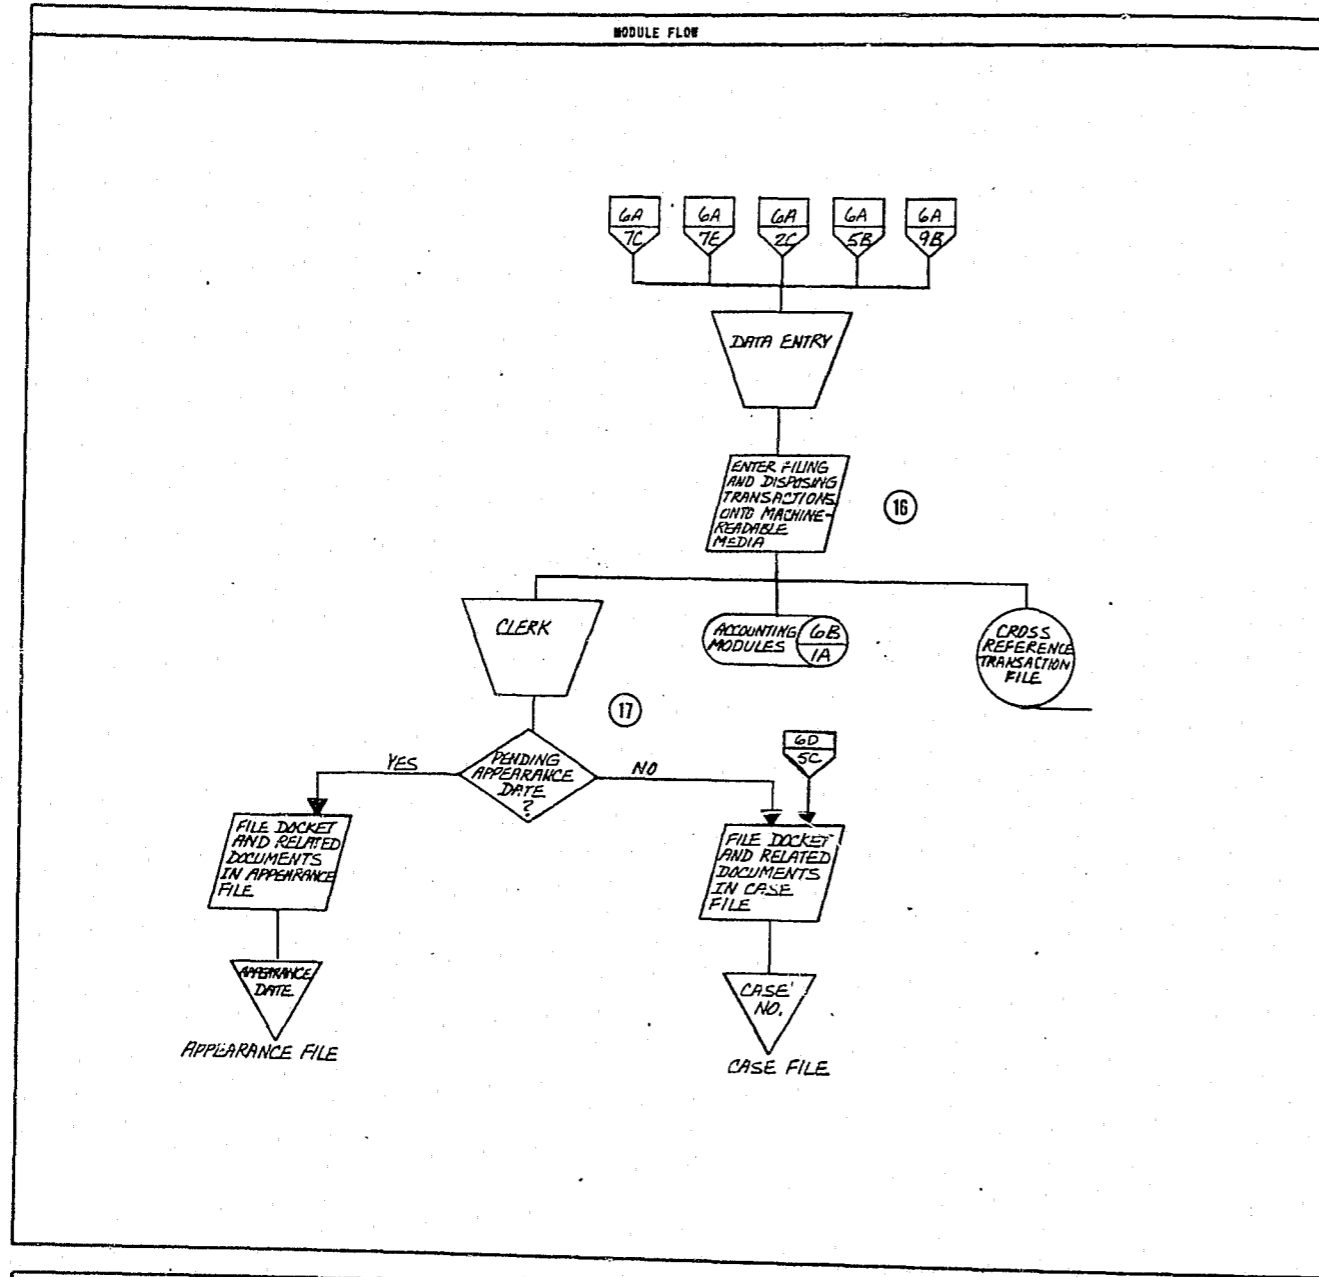 MODULE FLOW
6A 6A 6A 6A 6A
7C 7E 2C 5B 9B
DATA ENTRY
ENTER FILING
AND DISPOSING
TRANSACTIONS
ONTO MACHINE-
READABLE
MEDIA
16
CLERK
ACCOUNTING
MODULES
6B
1A
CROSS
REFERENCE
TRANSACTION
FILE
17
PENDING
APPEARANCE
DATE
?
YES
NO
6D
5C
FILE DOCKET
AND RELATED
DOCUMENTS
IN APPEARANCE
FILE
FILE DOCKET
AND RELATED
DOCUMENTS
IN CASE
FILE
APPEARANCE
DATE
APPEARANCE FILE
CASE
NO.
CASE FILE